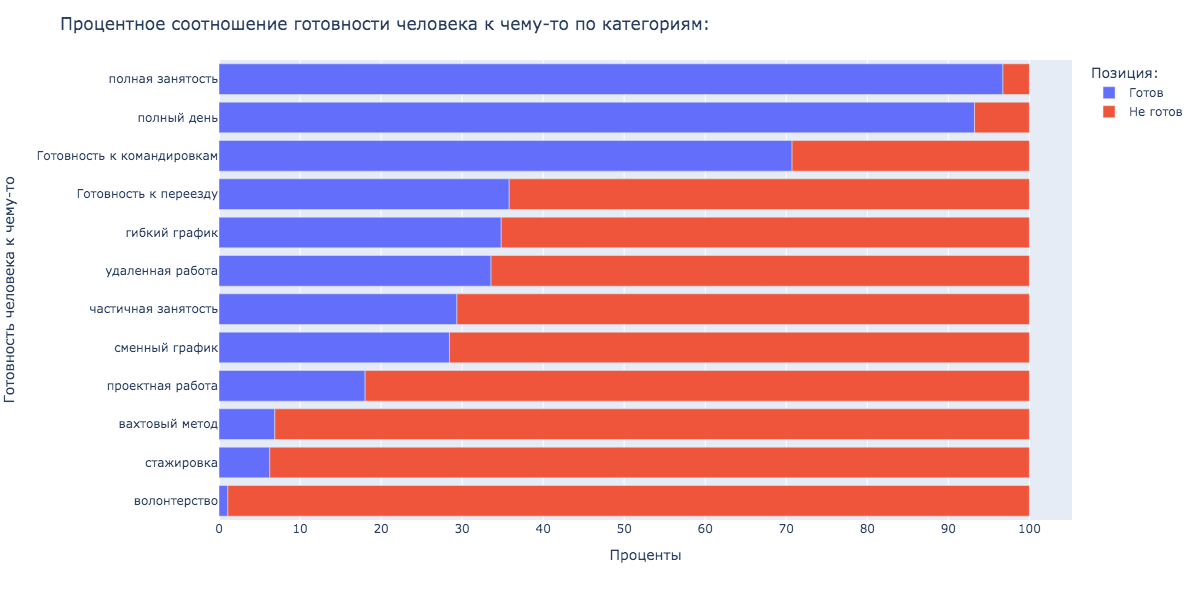 Процентное соотношение готовности человека к чему-то по категориям:
Готовность человека к чему-то
полная занятость
полный день
Готовность к командировкам
Готовность к переезду
гибкий график
удаленная работа
частичная занятость
сменный график
проектная работа
вахтовый метод
стажировка
волонтерство
0 10 20 30 40 50 60 70 80 90 100
Проценты
Позиция:
Готов
Не готов